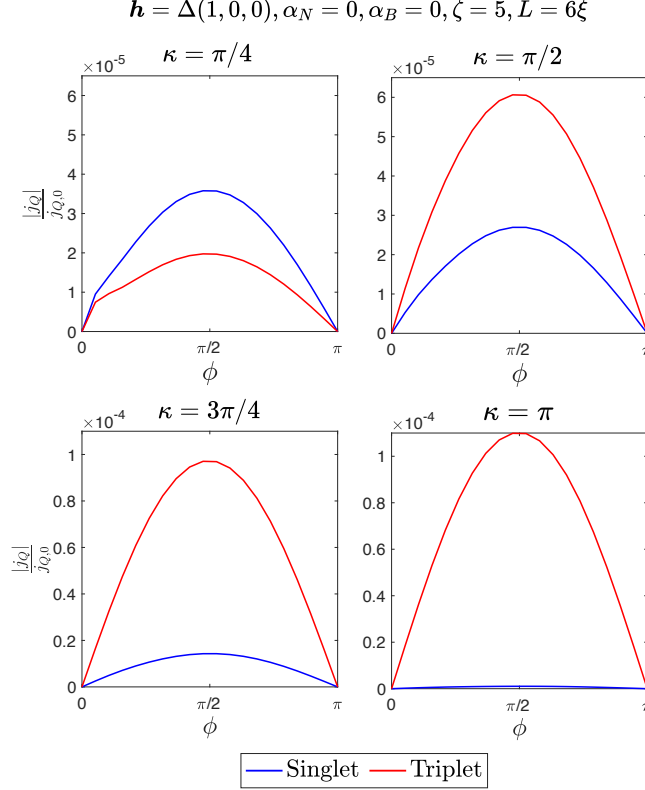 h = Δ(1, 0, 0), α_N = 0, α_B = 0, ζ = 5, L = 6ξ
κ = π/4
×10⁻⁵
6
5
4
3
2
1
0
|j_Q|
j_{Q,0}
0
π/2
π
ϕ
κ = π/2
×10⁻⁵
6
5
4
3
2
1
0
0
π/2
π
ϕ
κ = 3π/4
×10⁻⁴
1
0.8
0.6
0.4
0.2
0
|j_Q|
j_{Q,0}
0
π/2
π
ϕ
κ = π
×10⁻⁴
1
0.8
0.6
0.4
0.2
0
0
π/2
π
ϕ
Singlet Triplet